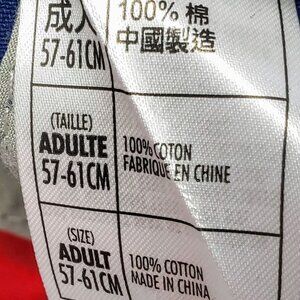 成人
57-61CM
100% 棉
中國製造
(TAILLE)
ADULTE
57-61CM
100%COTON
FABRIQUE EN CHINE
(SIZE)
ADULT
57-61CM
100% COTTON
MADE IN CHINA